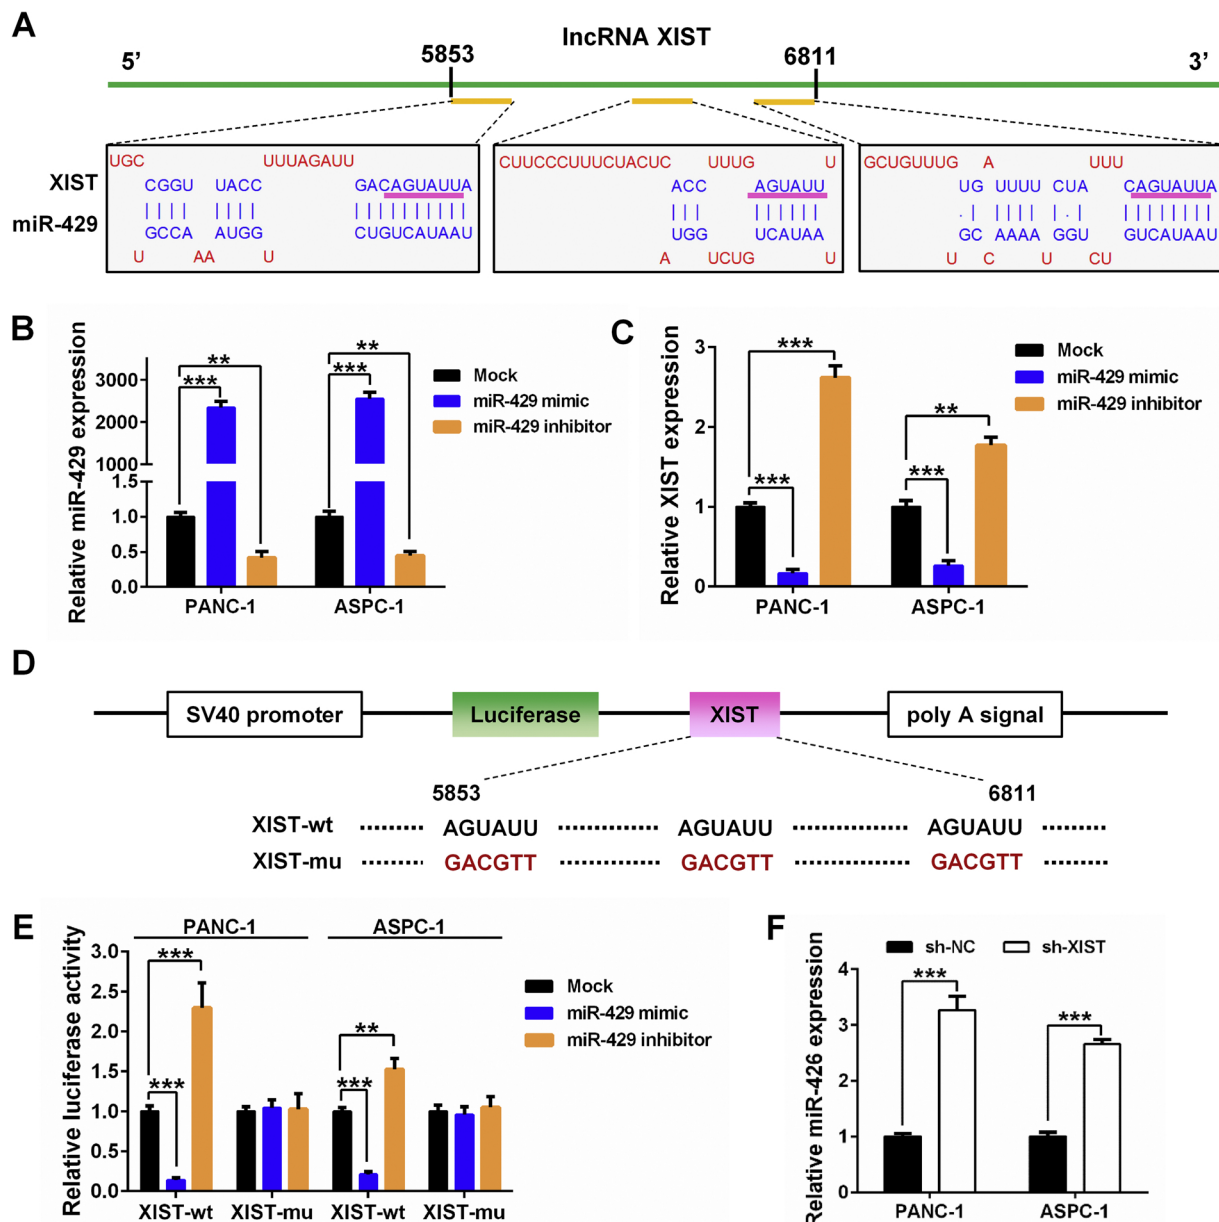 A
lncRNA XIST
5’ 5853 6811 3’
UGC UUUAGAUU
XIST CGGU UACC GACAGUAUUA
miR-429 GCCA AUGG CUGUCAUAAU
U AA U
CUUCCCUUUCUACUC UUUG U
ACC AGUAUU
UGG UCAUAA
A UCUG U
GCUGUUUG A UUU
UG UUUU CUA CAGUAUUA
GC AAAA GGU GUCAUAAU
U C U CU
B
Relative miR-429 expression
3000
2000
1000
1.5
1.0
0.5
0.0
** *** ** ***
PANC-1 ASPC-1
Mock
miR-429 mimic
miR-429 inhibitor
C
Relative XIST expression
3
2
1
0
*** *** ** ***
PANC-1 ASPC-1
Mock
miR-429 mimic
miR-429 inhibitor
D
SV40 promoter Luciferase XIST poly A signal
5853 6811
XIST-wt AGUAUU AGUAUU AGUAUU
XIST-mu GACGTT GACGTT GACGTT
E
PANC-1 ASPC-1
Relative luciferase activity
3.0
2.5
2.0
1.5
1.0
0.5
0.0
*** *** ** ***
XIST-wt XIST-mu XIST-wt XIST-mu
Mock
miR-429 mimic
miR-429 inhibitor
F
sh-NC sh-XIST
Relative miR-426 expression
4
3
2
1
0
*** ***
PANC-1 ASPC-1